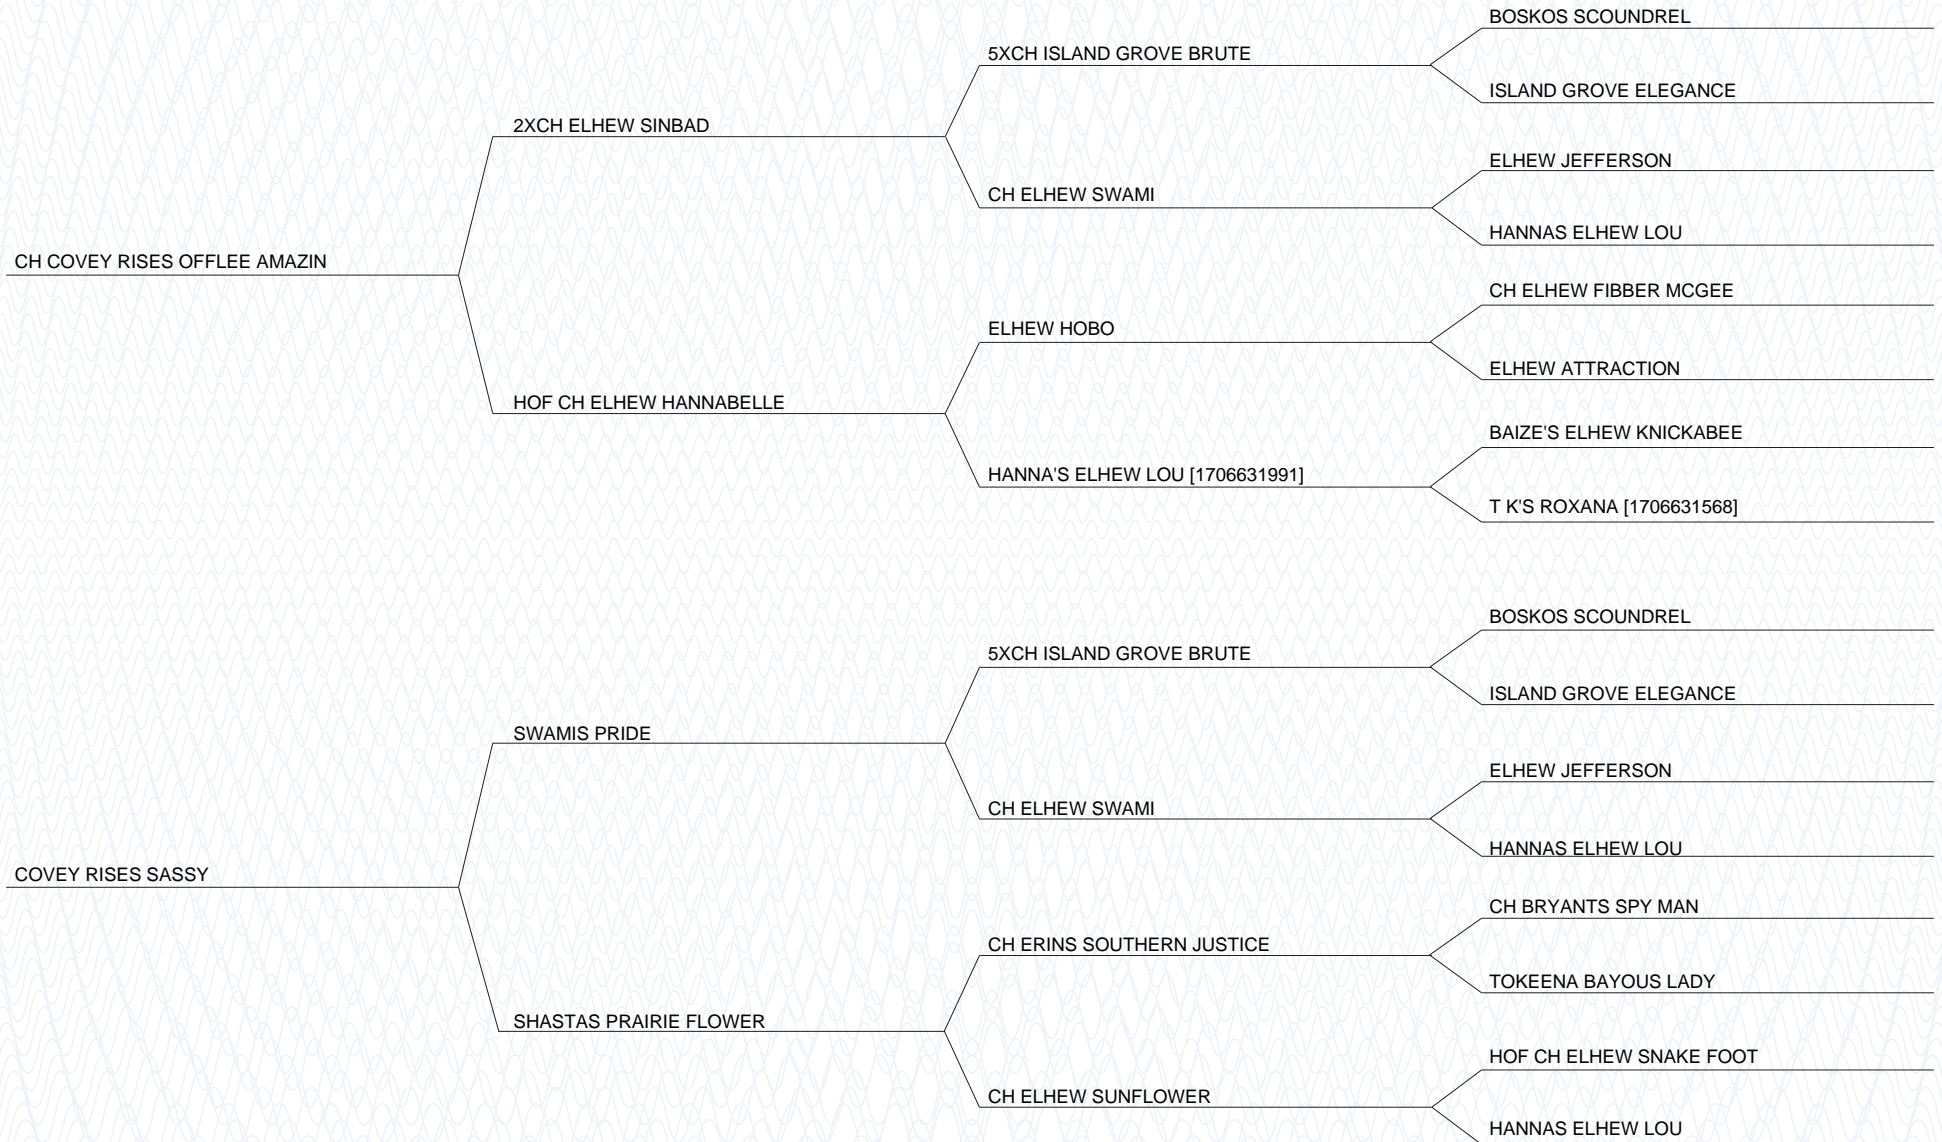 BOSKOS SCOUNDREL
5XCH ISLAND GROVE BRUTE
ISLAND GROVE ELEGANCE
2XCH ELHEW SINBAD
ELHEW JEFFERSON
CH ELHEW SWAMI
HANNAS ELHEW LOU
CH COVEY RISES OFFLEE AMAZIN
CH ELHEW FIBBER MCGEE
ELHEW HOBO
ELHEW ATTRACTION
HOF CH ELHEW HANNABELLE
BAIZE'S ELHEW KNICKABEE
HANNA'S ELHEW LOU [1706631991]
T K'S ROXANA [1706631568]
BOSKOS SCOUNDREL
5XCH ISLAND GROVE BRUTE
ISLAND GROVE ELEGANCE
SWAMIS PRIDE
ELHEW JEFFERSON
CH ELHEW SWAMI
HANNAS ELHEW LOU
COVEY RISES SASSY
CH BRYANTS SPY MAN
CH ERINS SOUTHERN JUSTICE
TOKEENA BAYOUS LADY
SHASTAS PRAIRIE FLOWER
HOF CH ELHEW SNAKE FOOT
CH ELHEW SUNFLOWER
HANNAS ELHEW LOU